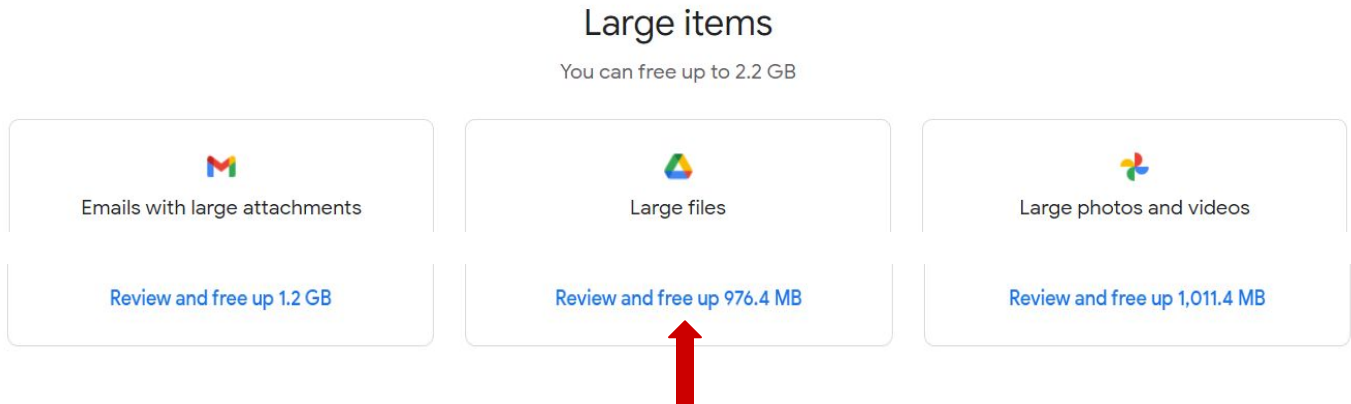 Large items
You can free up to 2.2 GB
Emails with large attachments
Large files
Large photos and videos
Review and free up 1.2 GB
Review and free up 976.4 MB
Review and free up 1,011.4 MB